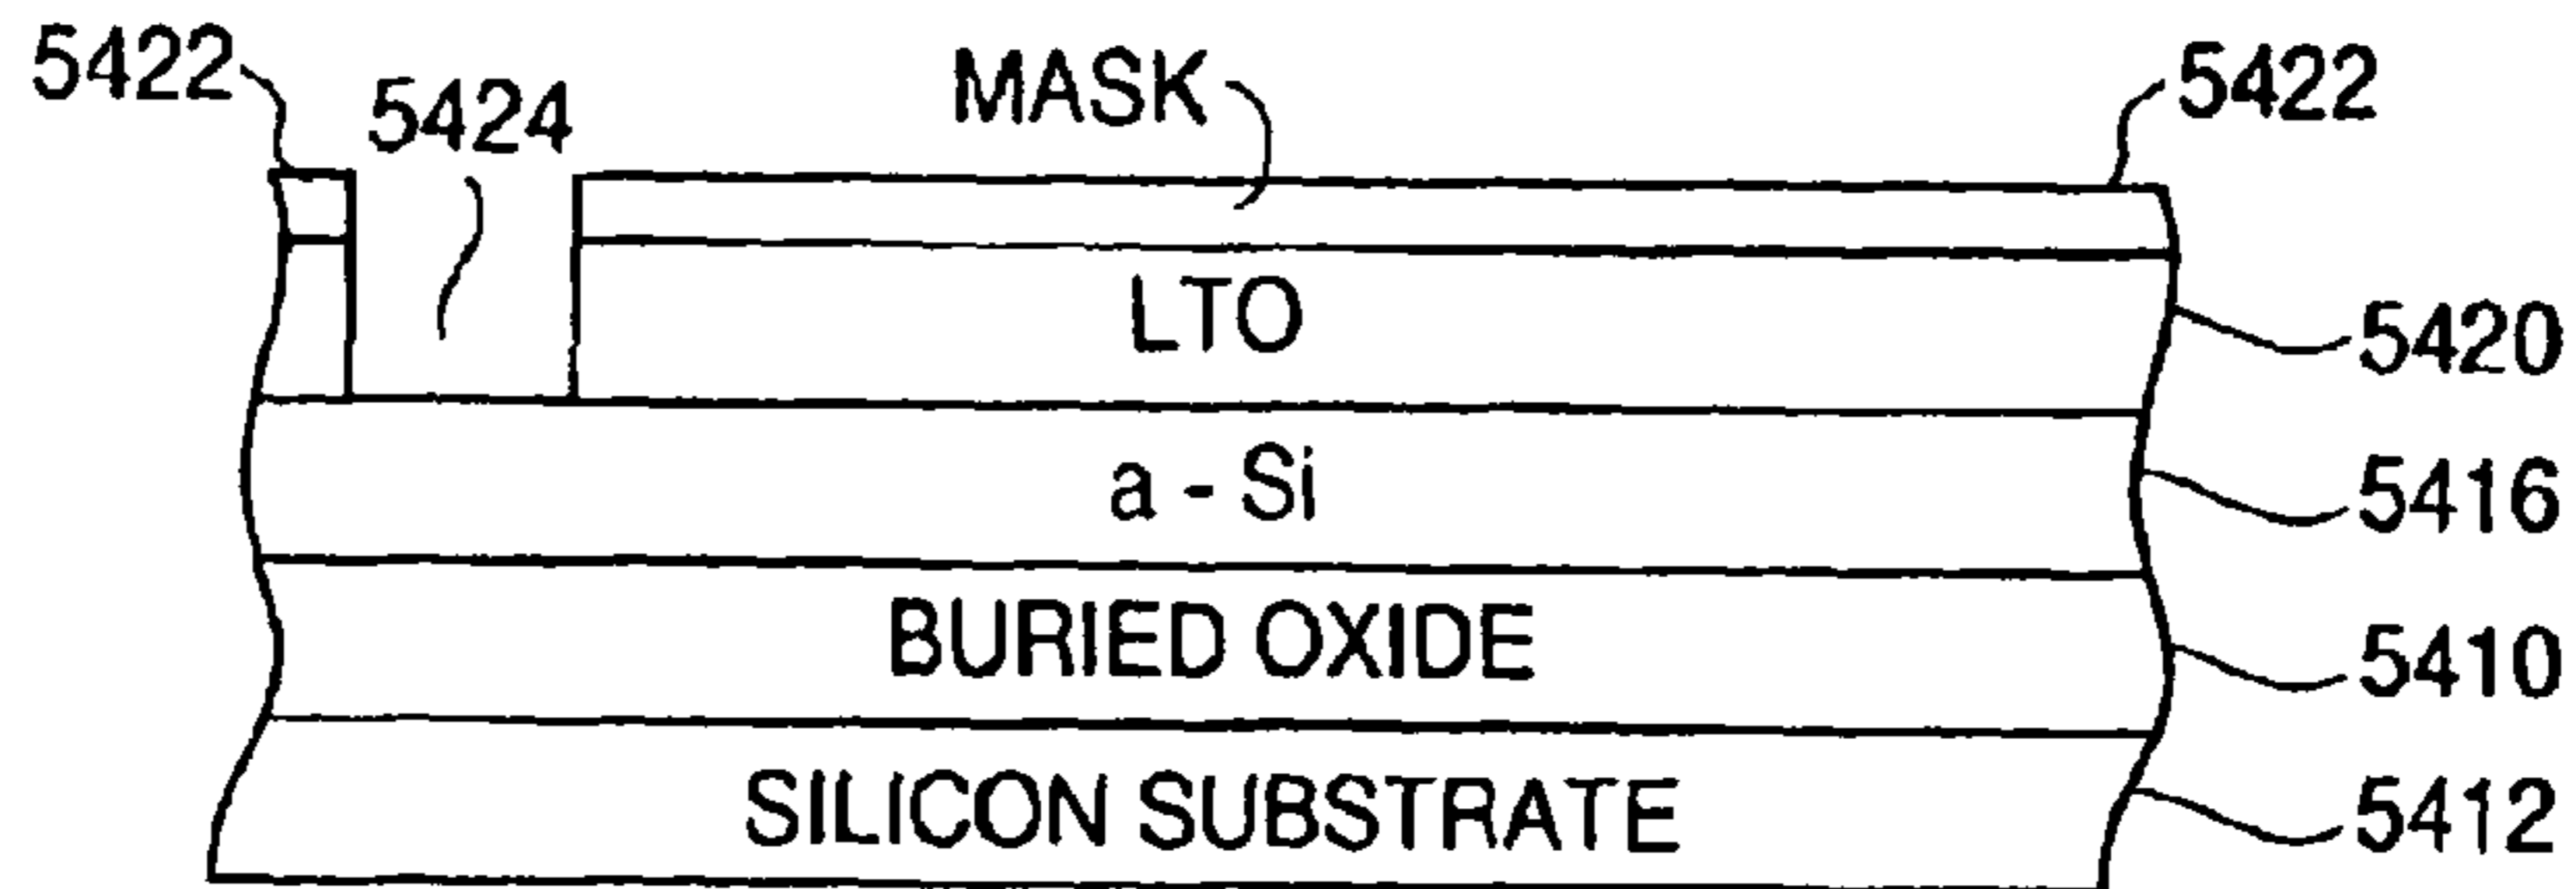 5422
5424
MASK
5422
LTO
5420
a - Si
5416
BURIED OXIDE
5410
SILICON SUBSTRATE
5412